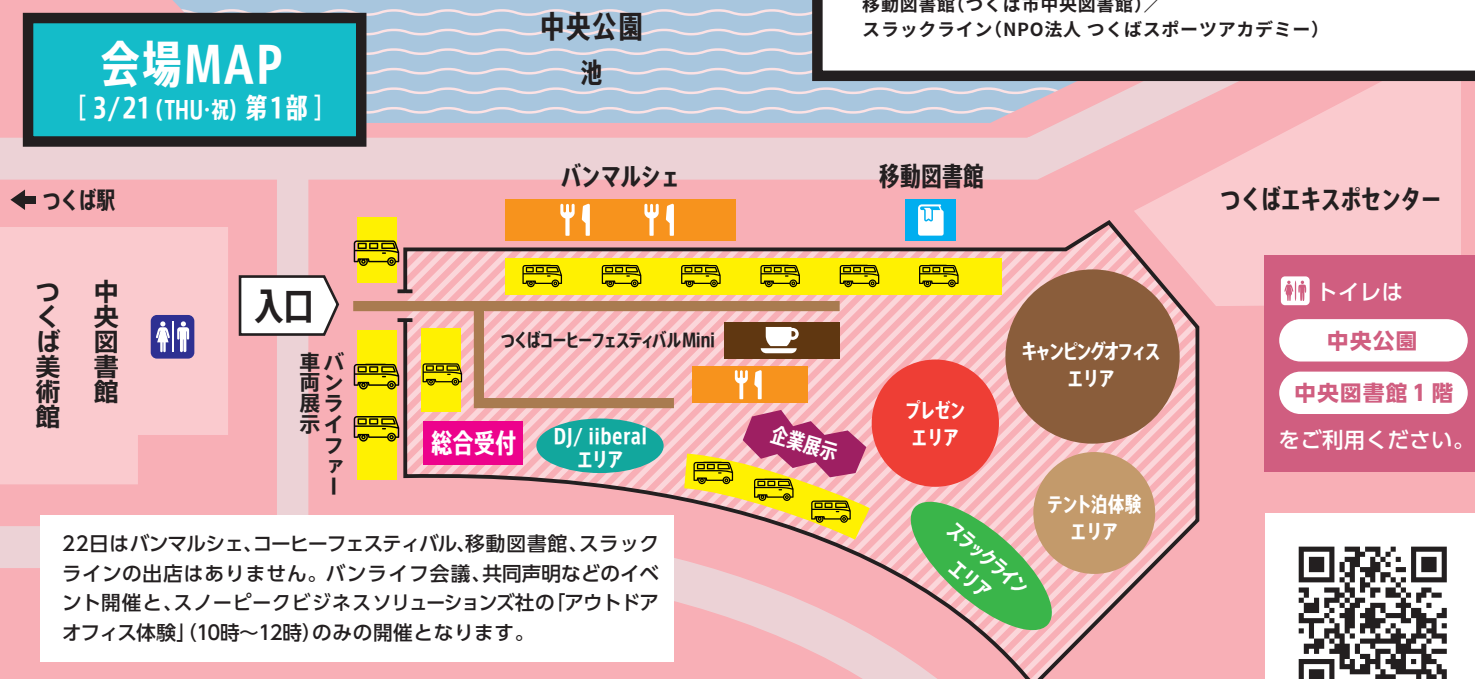 移動図書館(つくば市中央図書館)／
スラックライン(NPO法人 つくばスポーツアカデミー)
中央公園
池
会場MAP
[ 3/21 (THU·祝) 第1部 ]
← つくば駅
バンマルシェ
移動図書館
つくばエキスポセンター
中央図書館
つくば美術館
入口
バンライファー
車両展示
つくばコーヒーフェスティバル Mini
総合受付
DJ/ iiberal
エリア
企業展示
プレゼン
エリア
キャンピングオフィス
エリア
テント泊体験
エリア
スラックライン
エリア
トイレは
中央公園
中央図書館１階
をご利用ください。
22日はバンマルシェ、コーヒーフェスティバル、移動図書館、スラック
ラインの出店はありません。バンライフ会議、共同声明などのイベ
ント開催と、スノーピークビジネスソリューションズ社の「アウトドア
オフィス体験」（10時〜12時）のみの開催となります。